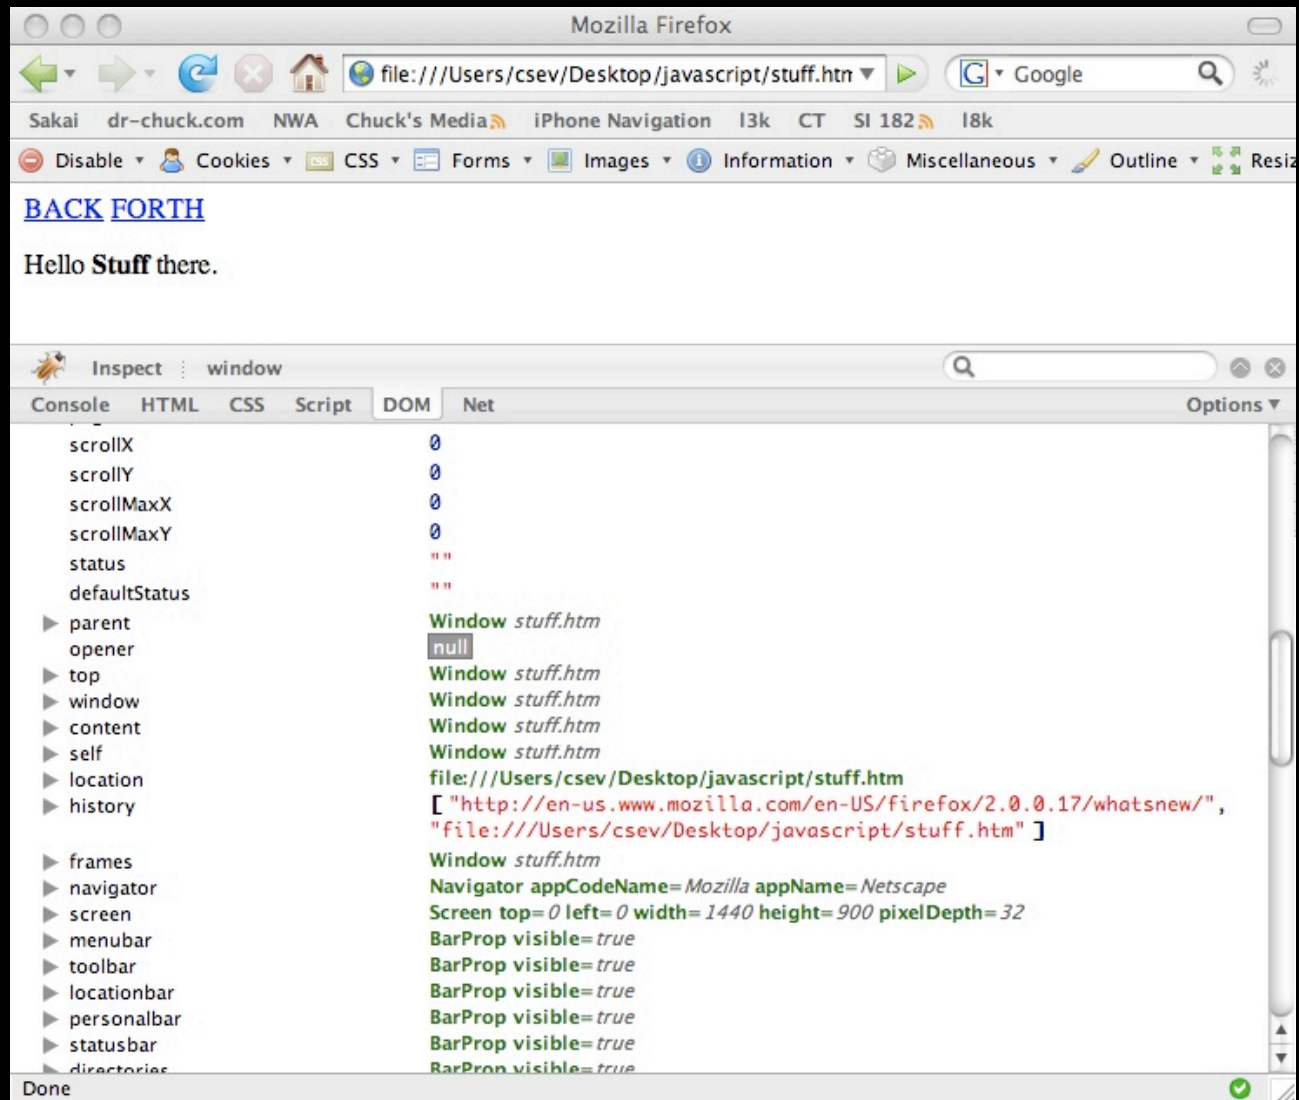 Mozilla Firefox
file:///Users/csev/Desktop/javascript/stuff.htm Google
Sakai dr-chuck.com NWA Chuck's Media iPhone Navigation l3k CT SI 182 l8k
Disable Cookies CSS Forms Images Information Miscellaneous Outline Resiz
BACK FORTH
Hello Stuff there.
Inspect window
Console HTML CSS Script DOM Net Options
scrollX 0
scrollY 0
scrollMaxX 0
scrollMaxY 0
status ""
defaultStatus ""
parent Window stuff.htm
opener null
top Window stuff.htm
window Window stuff.htm
content Window stuff.htm
self Window stuff.htm
location file:///Users/csev/Desktop/javascript/stuff.htm
history ["http://en-us.www.mozilla.com/en-US/firefox/2.0.0.17/whatsnew/",
"file:///Users/csev/Desktop/javascript/stuff.htm" ]
frames Window stuff.htm
navigator Navigator appCodeName=Mozilla appName=Netscape
screen Screen top=0 left=0 width=1440 height=900 pixelDepth=32
menubar BarProp visible=true
toolbar BarProp visible=true
locationbar BarProp visible=true
personalbar BarProp visible=true
statusbar BarProp visible=true
directories BarProp visible=true
Done